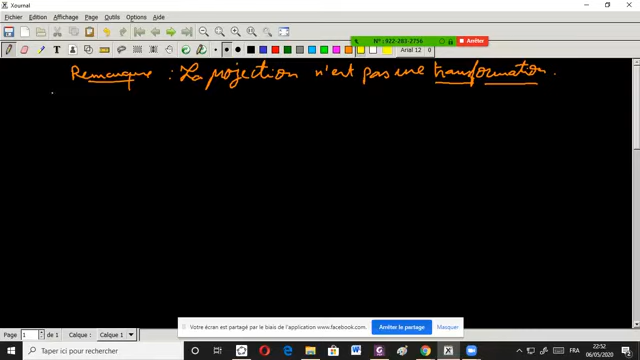 Xournal
Fichier Edition Affichage Page Outils Options Aide
N° : 922-283-2756 Arrêter
Arial 12
Remarque : La projection n'est pas une transformation.
Votre écran est partagé par le biais de l'application www.facebook.com. Arrêter le partage Masquer
Page 1 de 1 Calque : Calque 1
Taper ici pour rechercher
FRA
22:52
06/05/2020